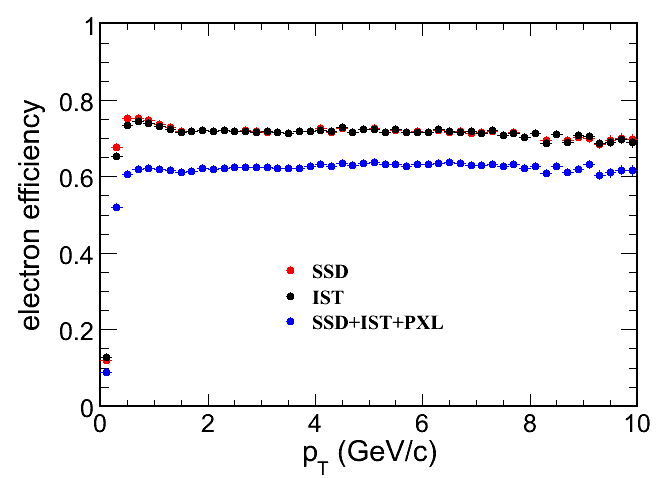 electron efficiency
1
0.8
0.6
0.4
0.2
0
SSD
IST
SSD+IST+PXL
0 2 4 6 8 10
p_T (GeV/c)